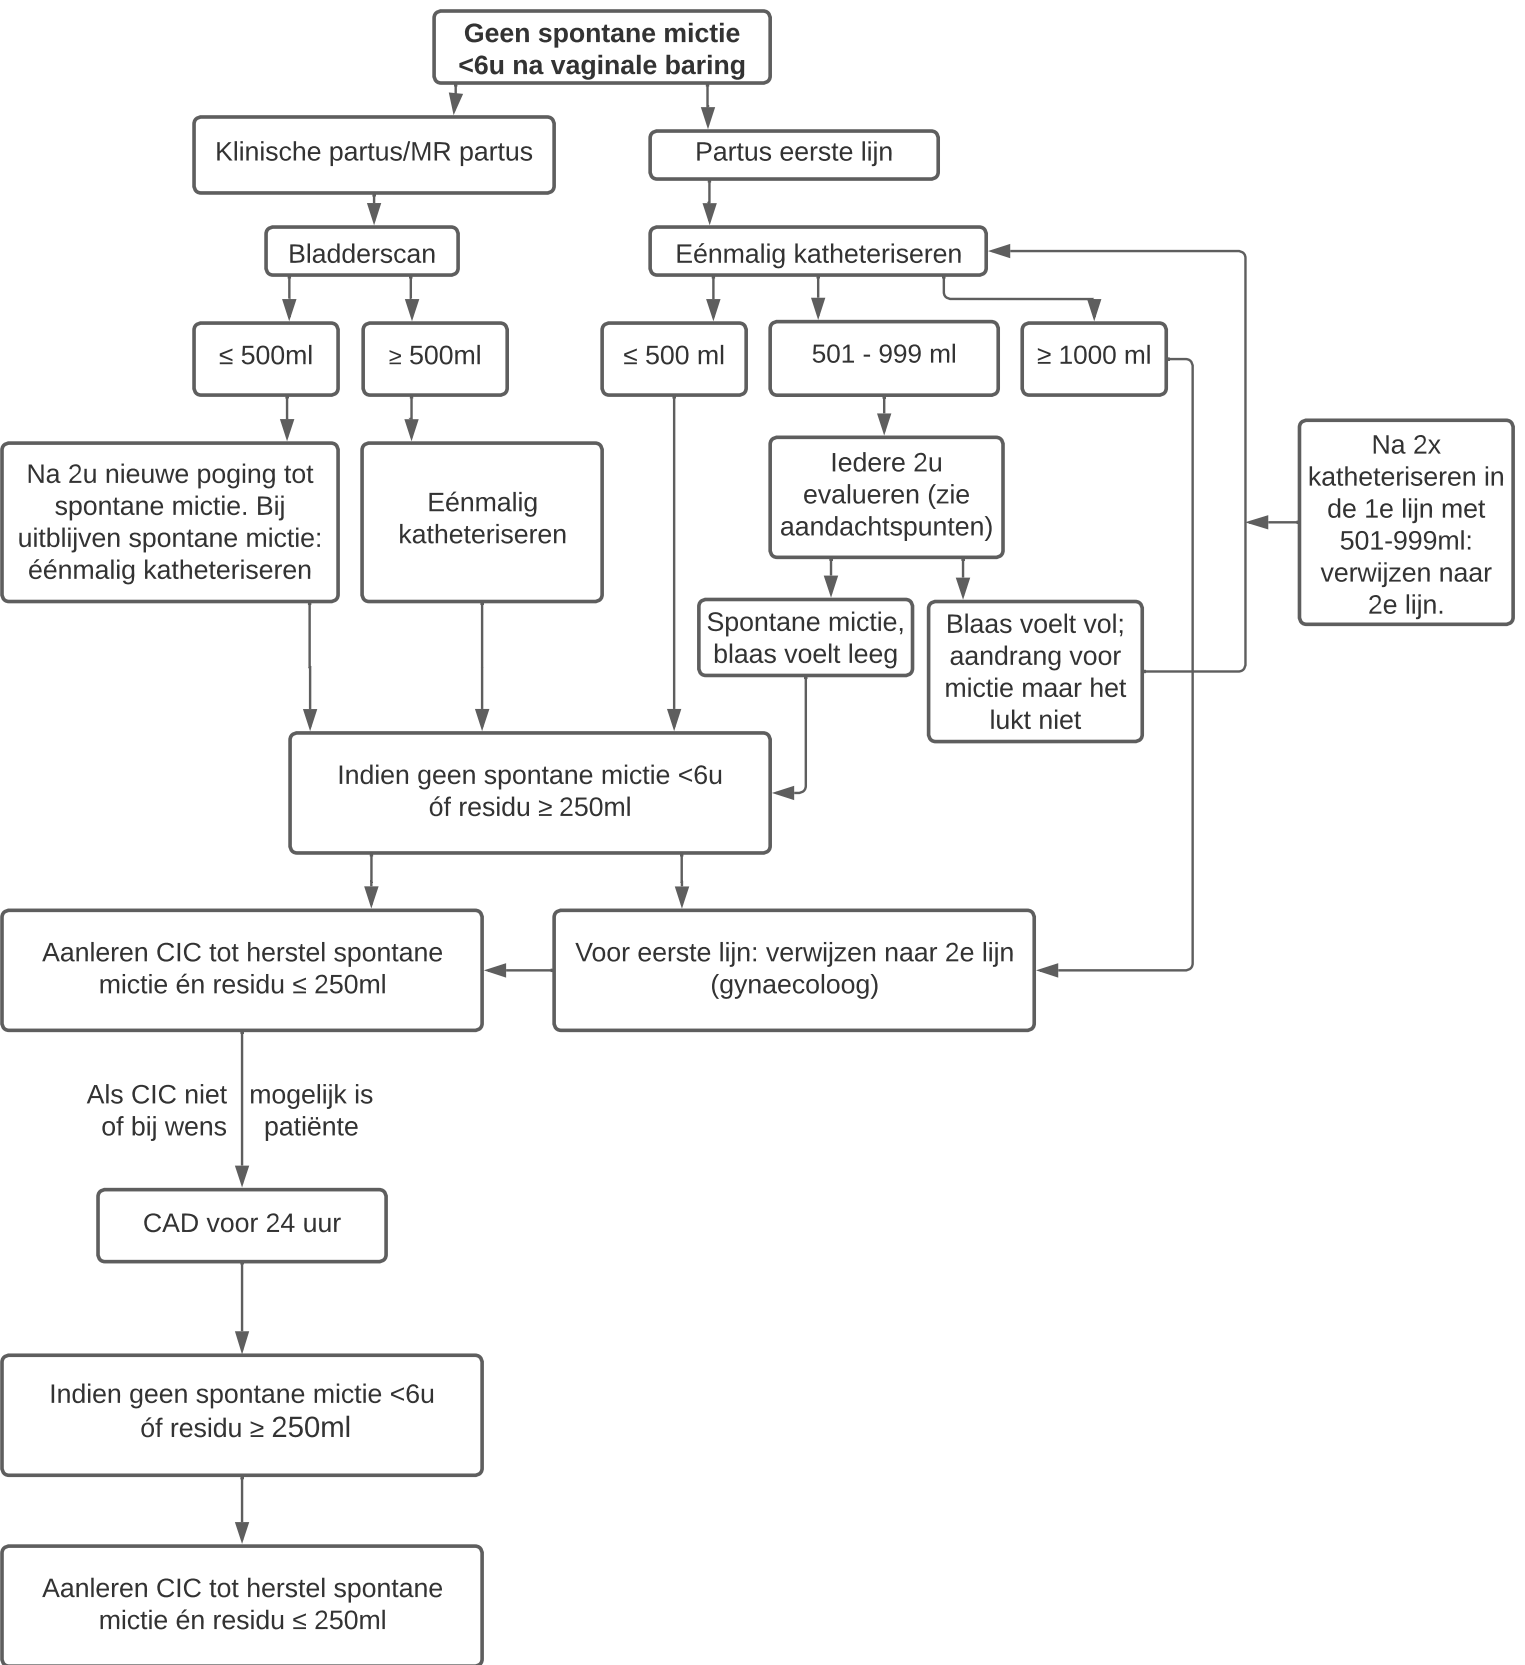 Geen spontane mictie
<6u na vaginale baring
Klinische partus/MR partus
Partus eerste lijn
Bladderscan
Eénmalig katheteriseren
≤ 500ml
≥ 500ml
≤ 500 ml
501 - 999 ml
≥ 1000 ml
Na 2u nieuwe poging tot
spontane mictie. Bij
uitblijven spontane mictie:
éénmalig katheteriseren
Eénmalig
katheteriseren
Iedere 2u
evalueren (zie
aandachtspunten)
Na 2x
katheteriseren in
de 1e lijn met
501-999ml:
verwijzen naar
2e lijn.
Spontane mictie,
blaas voelt leeg
Blaas voelt vol;
aandrang voor
mictie maar het
lukt niet
Indien geen spontane mictie <6u
óf residu ≥ 250ml
Aanleren CIC tot herstel spontane
mictie én residu ≤ 250ml
Voor eerste lijn: verwijzen naar 2e lijn
(gynaecoloog)
Als CIC niet mogelijk is
of bij wens patiënte
CAD voor 24 uur
Indien geen spontane mictie <6u
óf residu ≥ 250ml
Aanleren CIC tot herstel spontane
mictie én residu ≤ 250ml